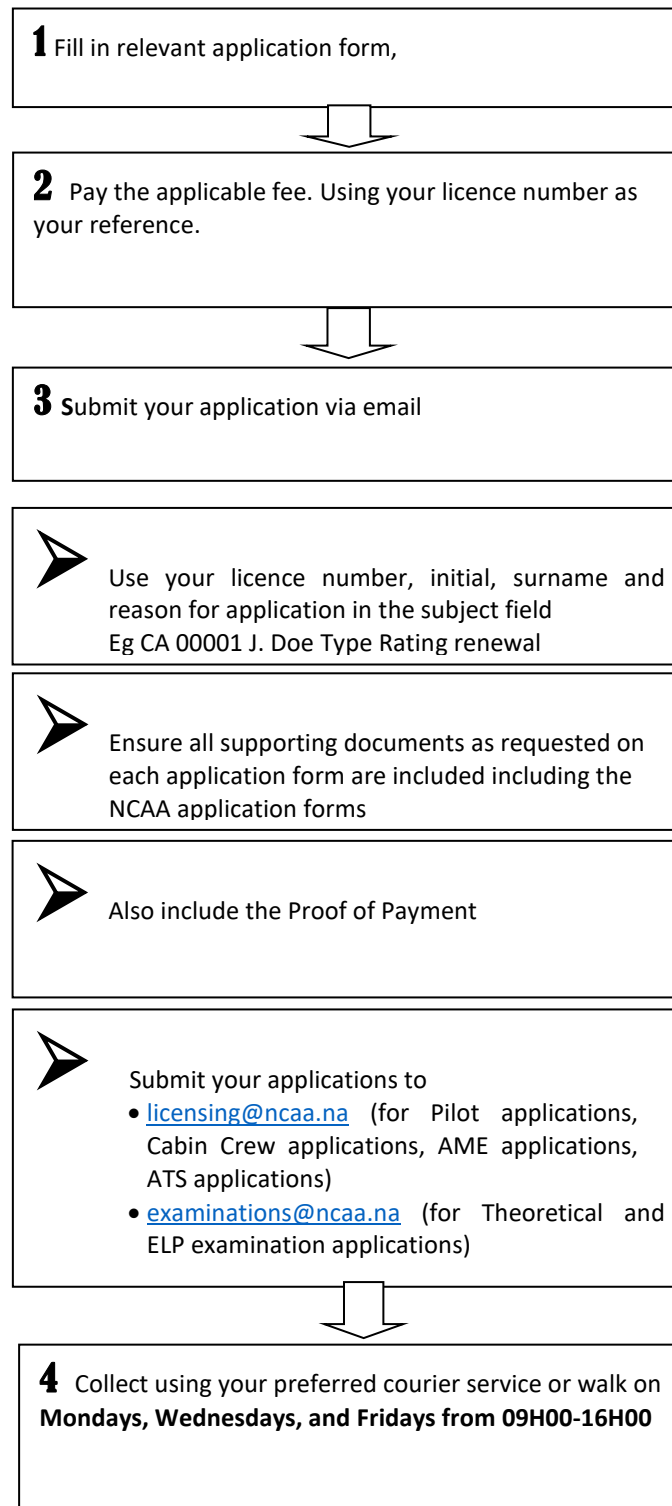 1 Fill in relevant application form,
2 Pay the applicable fee. Using your licence number as
your reference.
3 Submit your application via email
Use your licence number, initial, surname and
reason for application in the subject field
Eg CA 00001 J. Doe Type Rating renewal
Ensure all supporting documents as requested on
each application form are included including the
NCAA application forms
Also include the Proof of Payment
Submit your applications to
• licensing@ncaa.na (for Pilot applications,
Cabin Crew applications, AME applications,
ATS applications)
• examinations@ncaa.na (for Theoretical and
ELP examination applications)
4 Collect using your preferred courier service or walk on
Mondays, Wednesdays, and Fridays from 09H00-16H00